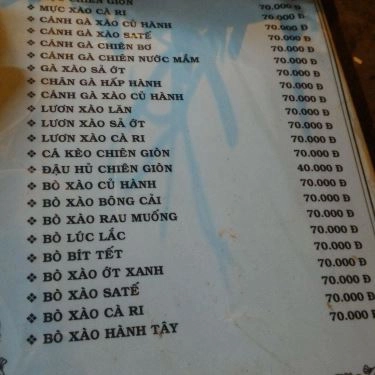 CHIÊN GIÒN
MỰC XÀO CÀ RI 70.000 Đ
CÁNH GÀ XÀO CỦ HÀNH 70.000 Đ
CÁNH GÀ XÀO SATẾ 70.000 Đ
CÁNH GÀ CHIÊN BƠ 70.000 Đ
CÁNH GÀ CHIÊN NƯỚC MẮM 70.000 Đ
GÀ XÀO SẢ ỚT 70.000 Đ
CHÂN GÀ HẤP HÀNH 70.000 Đ
CÁNH GÀ XÀO CỦ HÀNH 70.000 Đ
LƯƠN XÀO LĂN 70.000 Đ
LƯƠN XÀO SẢ ỚT 70.000 Đ
LƯƠN XÀO CÀ RI 70.000 Đ
CÁ KÈO CHIÊN GIÒN 70.000 Đ
ĐẬU HỦ CHIÊN GIÒN 40.000 Đ
BÒ XÀO CỦ HÀNH 70.000 Đ
BÒ XÀO BÔNG CẢI 70.000 Đ
BÒ XÀO RAU MUỐNG 70.000 Đ
BÒ LÚC LẮC 70.000 Đ
BÒ BÍT TẾT 70.000 Đ
BÒ XÀO ỚT XANH 70.000 Đ
BÒ XÀO SATẾ 70.000 Đ
BÒ XÀO CÀ RI 70.000 Đ
BÒ XÀO HÀNH TÂY 70.000 Đ